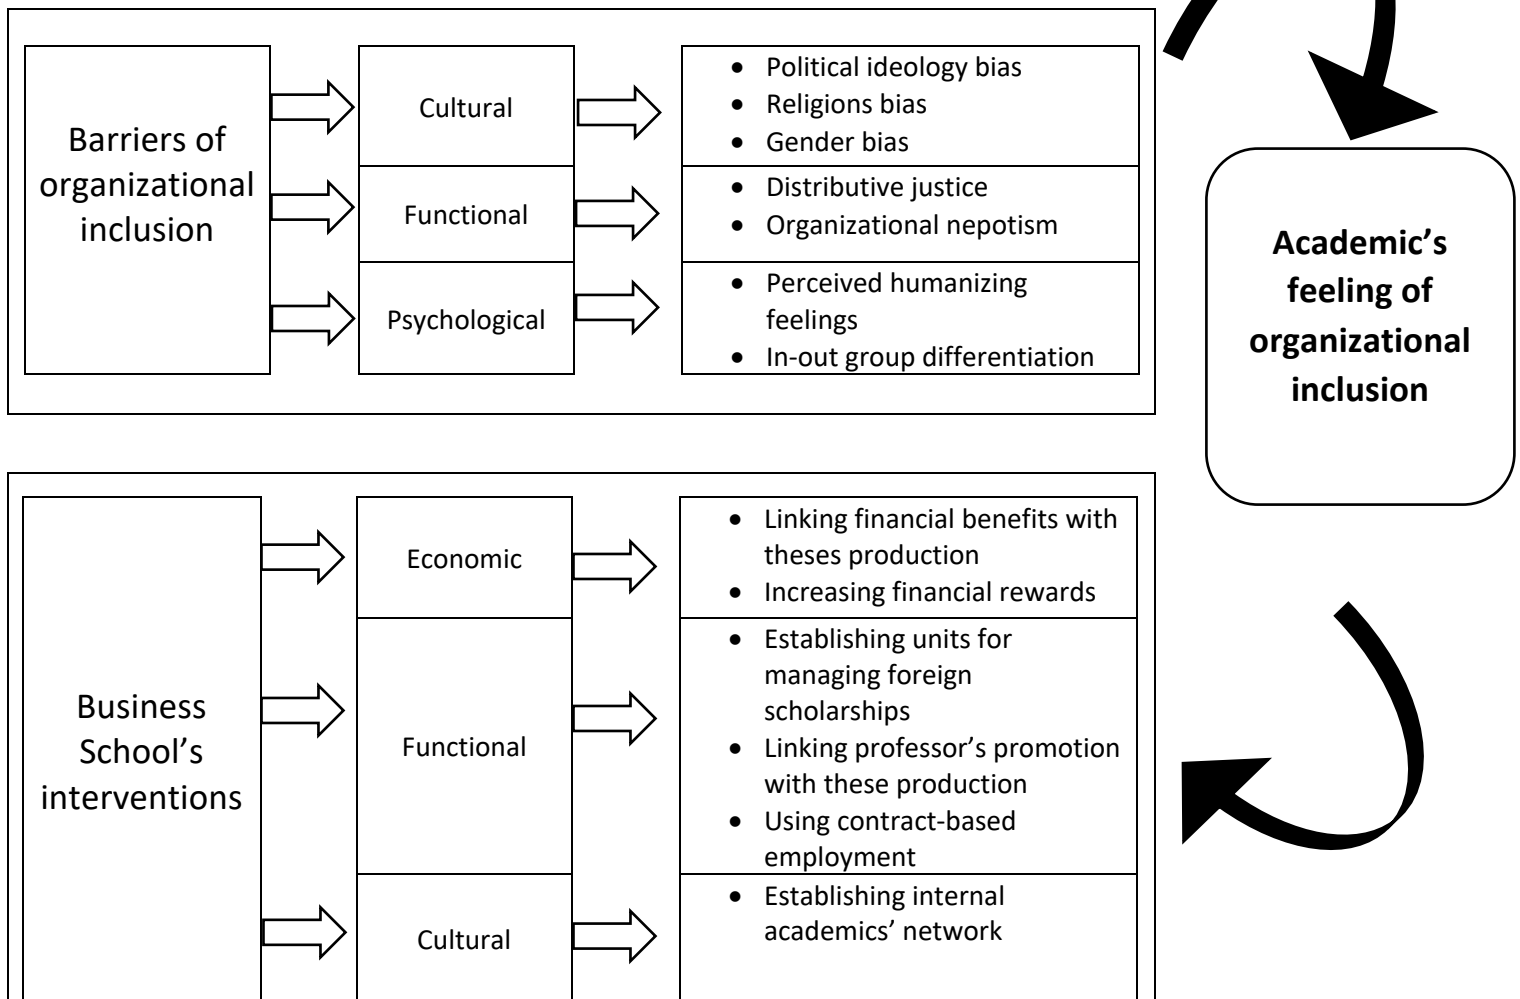 Barriers of
organizational
inclusion
Cultural
• Political ideology bias
• Religions bias
• Gender bias
Functional
• Distributive justice
• Organizational nepotism
Psychological
• Perceived humanizing
feelings
• In-out group differentiation
Academic’s
feeling of
organizational
inclusion
Business
School’s
interventions
Economic
• Linking financial benefits with
theses production
• Increasing financial rewards
Functional
• Establishing units for
managing foreign
scholarships
• Linking professor’s promotion
with these production
• Using contract-based
employment
Cultural
• Establishing internal
academics’ network